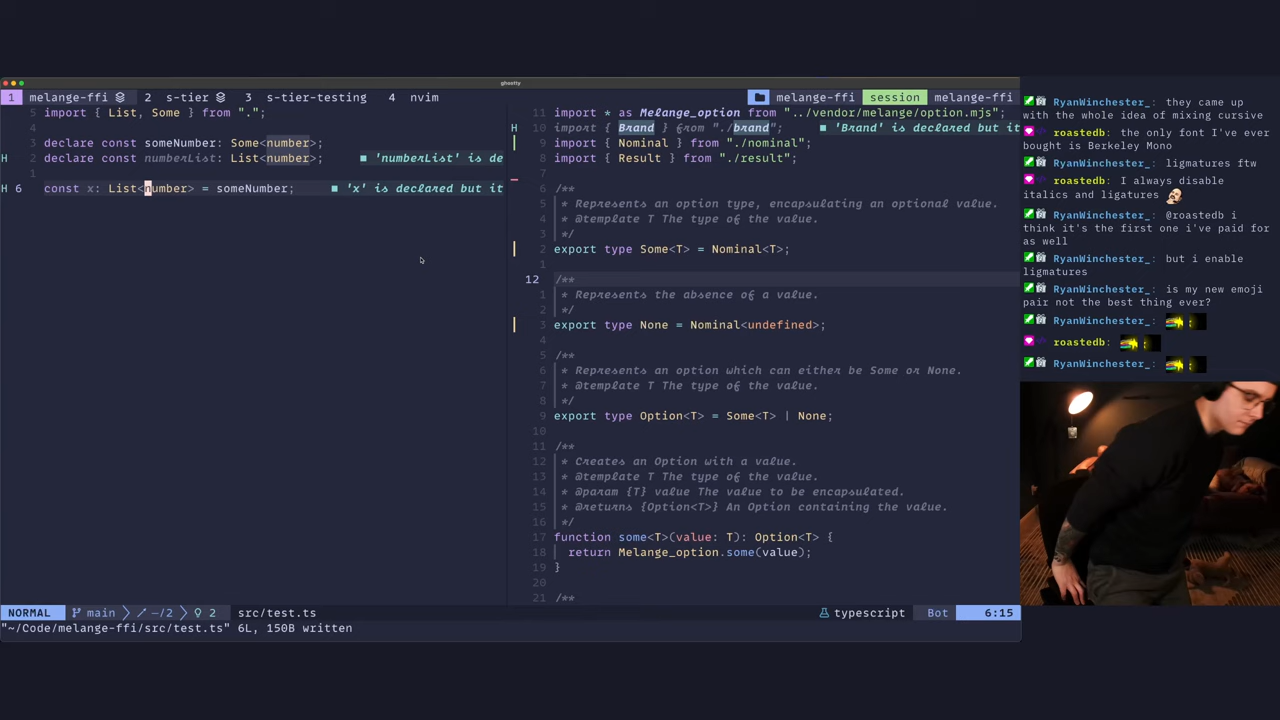 ghostty
1 melange-ffi 2 s-tier 3 s-tier-testing 4 nvim
melange-ffi session melange-ffi
5 import { List, Some } from ".";
4
3 declare const someNumber: Some<number>;
H 2 declare const numberList: List<number>; ■ 'numberList' is de
1
H 6 const x: List<number> = someNumber; ■ 'x' is declared but it
11 import * as Melange_option from "../vendor/melange/option.mjs";
H 10 import { Brand } from "./brand"; ■ 'Brand' is declared but it
9 import { Nominal } from "./nominal";
8 import { Result } from "./result";
7
6 /**
5 * Represents an option type, encapsulating an optional value.
4 * @template T The type of the value.
3 */
2 export type Some<T> = Nominal<T>;
1
12 /**
1 * Represents the absence of a value.
2 */
3 export type None = Nominal<undefined>;
4
5 /**
6 * Represents an option which can either be Some or None.
7 * @template T The type of the value.
8 */
9 export type Option<T> = Some<T> | None;
10
11 /**
12 * Creates an Option with a value.
13 * @template T The type of the value.
14 * @param {T} value The value to be encapsulated.
15 * @returns {Option<T>} An Option containing the value.
16 */
17 function some<T>(value: T): Option<T> {
18 return Melange_option.some(value);
19 }
20
21 /**
NORMAL main -/2 2 src/test.ts typescript Bot 6:15
"~/Code/melange-ffi/src/test.ts" 6L, 150B written
RyanWinchester_: they came up
with the whole idea of mixing cursive
roastedb: the only font I've ever
bought is Berkeley Mono
RyanWinchester_: ligmatures ftw
roastedb: I always disable
italics and ligatures
RyanWinchester_: @roastedb i
think it's the first one i've paid for
as well
RyanWinchester_: but i enable
ligmatures
RyanWinchester_: is my new emoji
pair not the best thing ever?
RyanWinchester_:
roastedb:
RyanWinchester_: